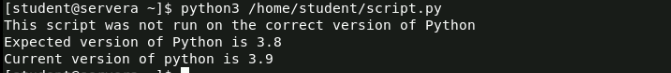 [student@servera ~]$ python3 /home/student/script.py
This script was not run on the correct version of Python
Expected version of Python is 3.8
Current version of python is 3.9